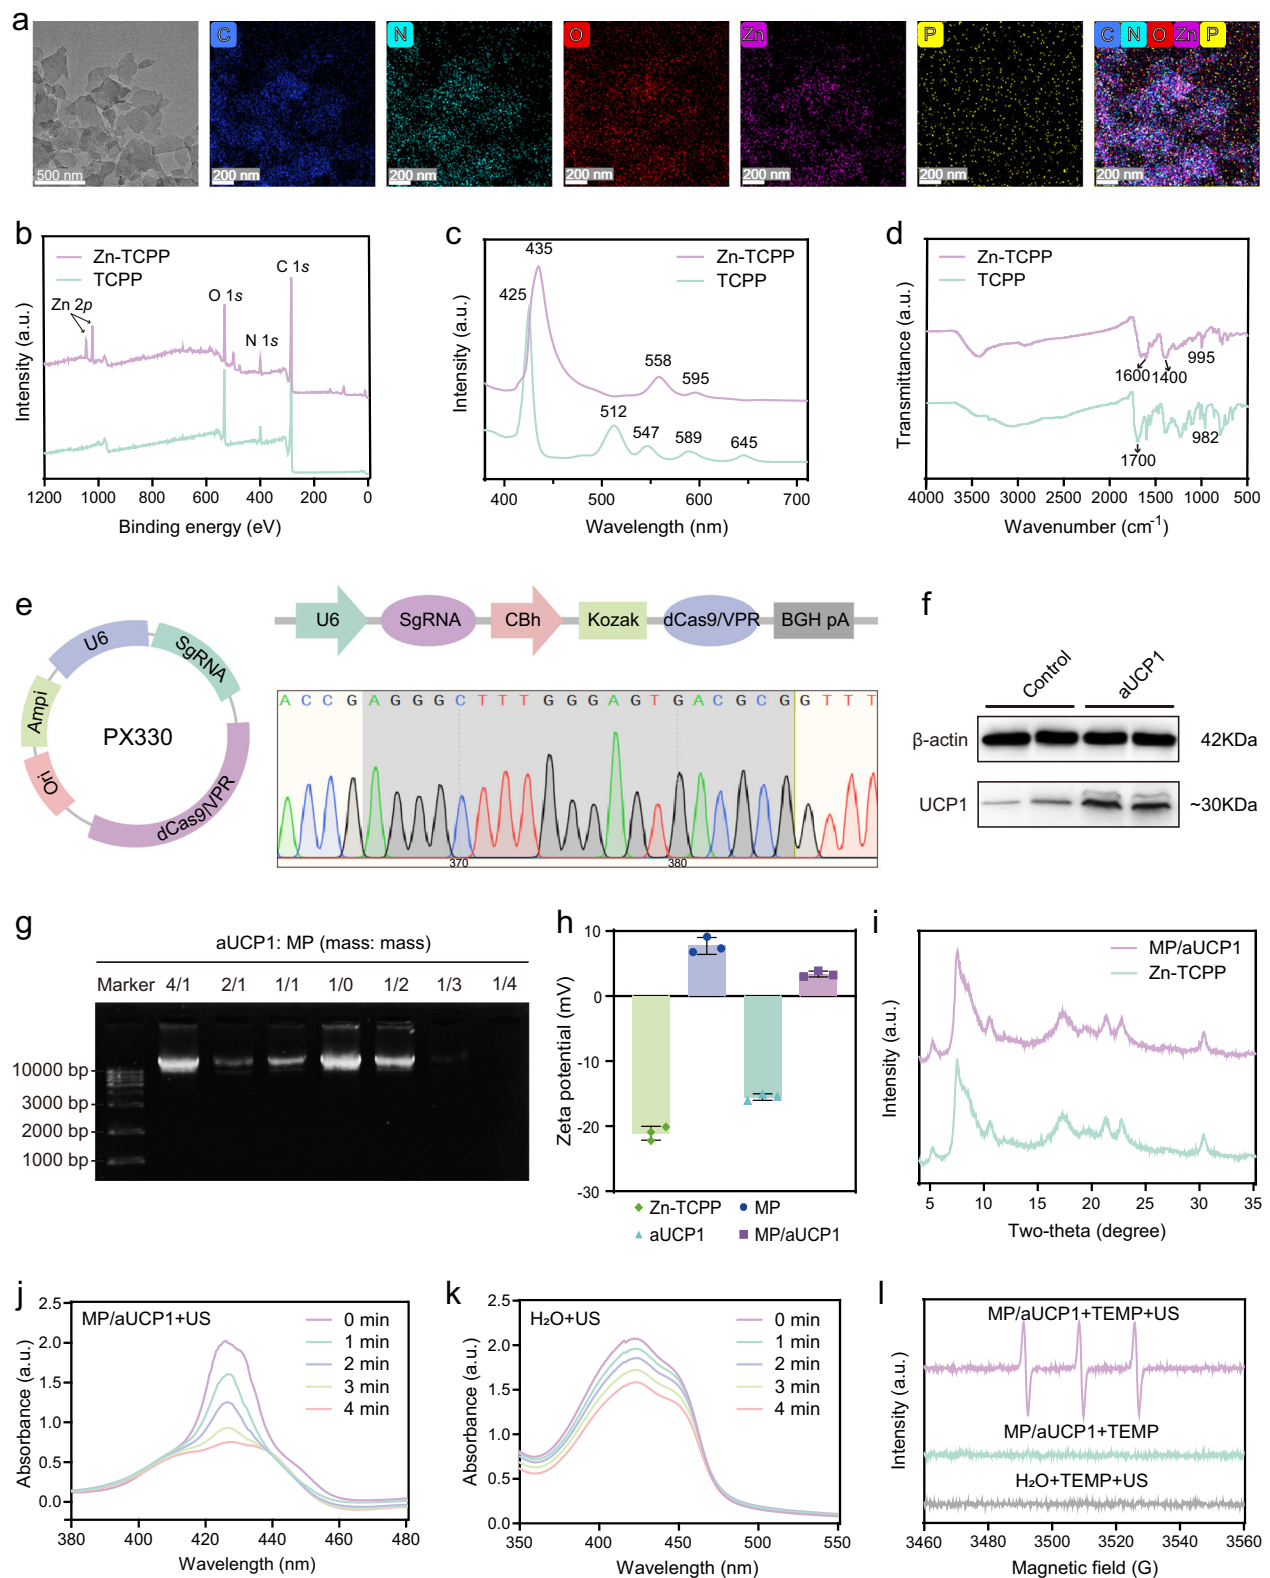 a
C
N
O
Zn
P
C N O Zn P
500 nm
200 nm
200 nm
200 nm
200 nm
200 nm
200 nm
b
Zn-TCPP
TCPP
Zn 2p
O 1s
N 1s
C 1s
Intensity (a.u.)
1200 1000 800 600 400 200 0
Binding energy (eV)
c
435
Zn-TCPP
TCPP
425
558
595
512
547
589
645
Intensity (a.u.)
400 500 600 700
Wavelength (nm)
d
Zn-TCPP
TCPP
1600
1400
995
982
1700
Transmittance (a.u.)
4000 3500 3000 2500 2000 1500 1000 500
Wavenumber (cm-1)
e
U6
SgRNA
dCas9/VPR
Ori
Ampi
PX330
U6 SgRNA CBh Kozak dCas9/VPR BGH pA
A C C G A G G G C T T T G G G A G T G A C G C G G T T T
370 380
f
Control aUCP1
β-actin 42KDa
UCP1 ~30KDa
g
aUCP1: MP (mass: mass)
Marker 4/1 2/1 1/1 1/0 1/2 1/3 1/4
10000 bp
3000 bp
2000 bp
1000 bp
h
Zeta potential (mV)
10
0
-10
-20
-30
Zn-TCPP MP
aUCP1 MP/aUCP1
i
MP/aUCP1
Zn-TCPP
Intensity (a.u.)
5 10 15 20 25 30 35
Two-theta (degree)
j
MP/aUCP1+US
0 min
1 min
2 min
3 min
4 min
Absorbance (a.u.)
2.5
2.0
1.5
1.0
0.5
0.0
380 400 420 440 460 480
Wavelength (nm)
k
H₂O+US
0 min
1 min
2 min
3 min
4 min
Absorbance (a.u.)
2.5
2.0
1.5
1.0
0.5
0.0
350 400 450 500 550
Wavelength (nm)
l
MP/aUCP1+TEMP+US
MP/aUCP1+TEMP
H₂O+TEMP+US
Intensity (a.u.)
3460 3480 3500 3520 3540 3560
Magnetic field (G)